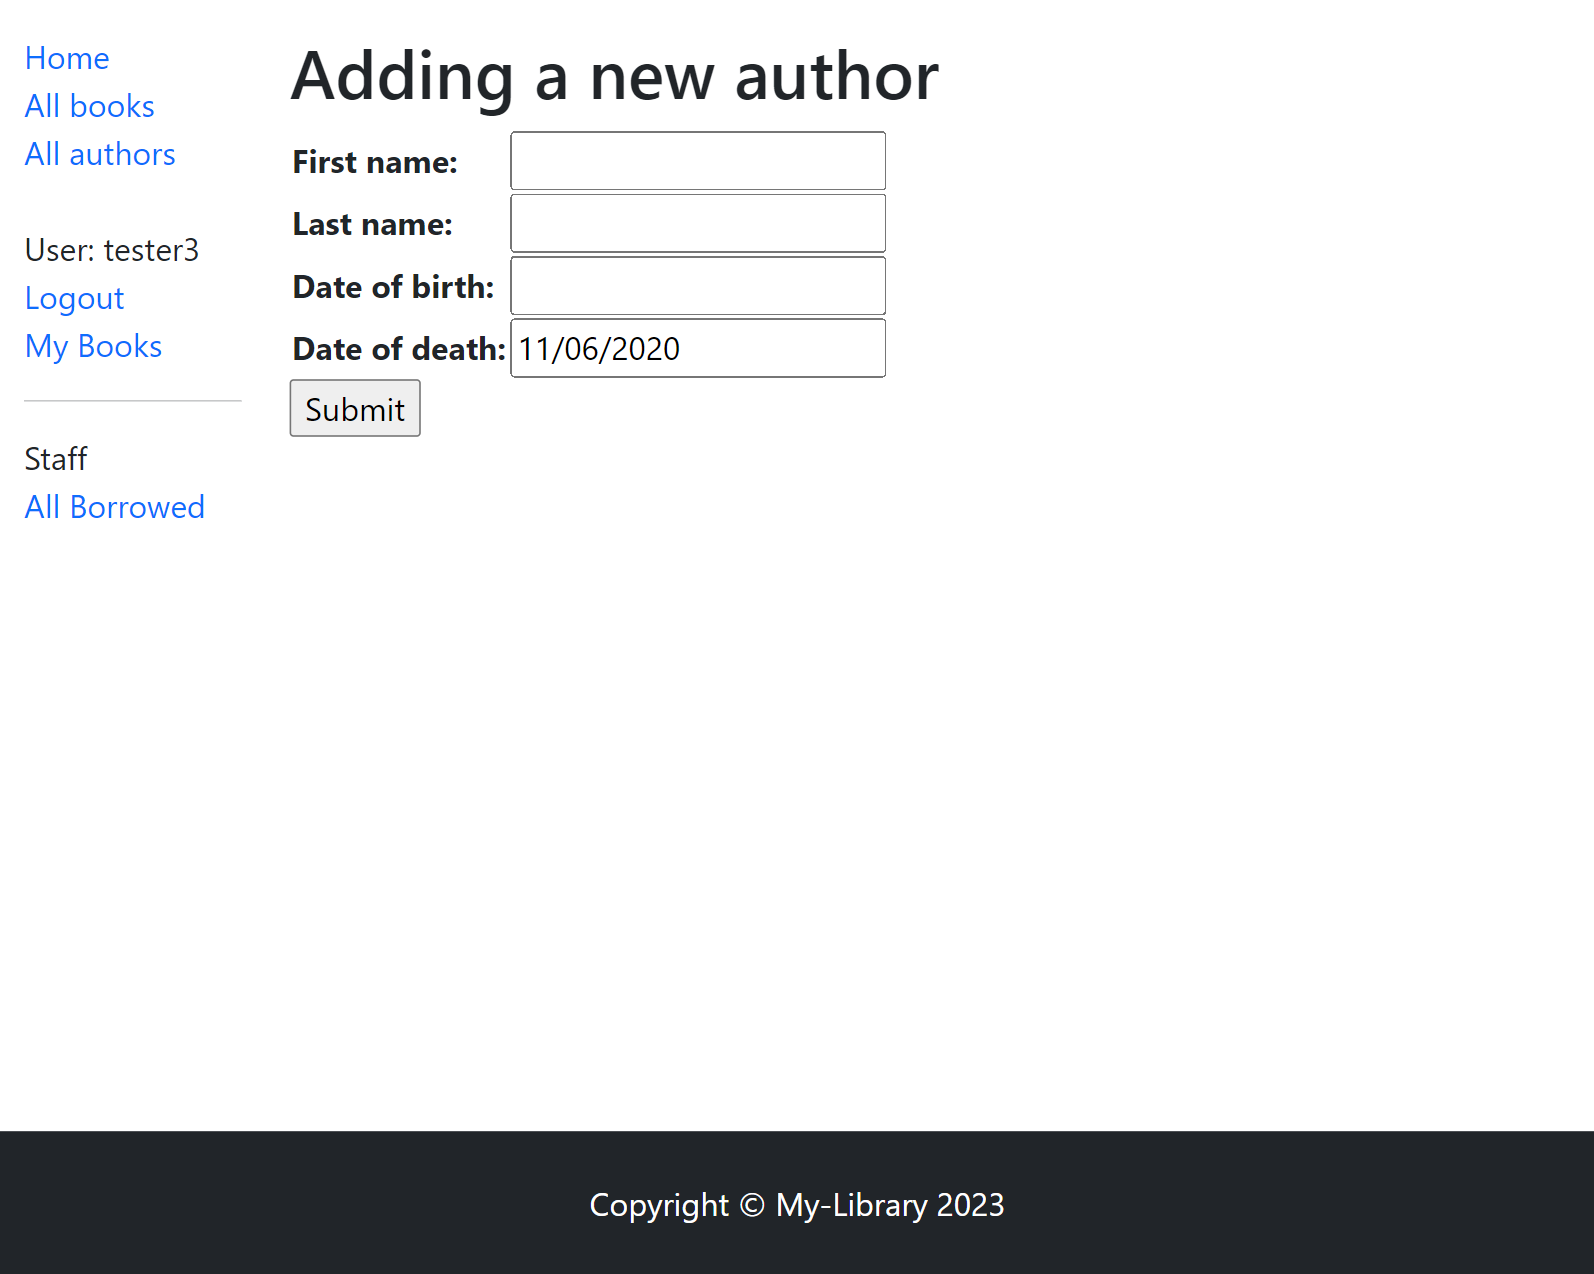 Home
All books
All authors
User: tester3
Logout
My Books
Staff
All Borrowed
Adding a new author
First name:
Last name:
Date of birth:
Date of death: 11/06/2020
Submit
Copyright © My-Library 2023